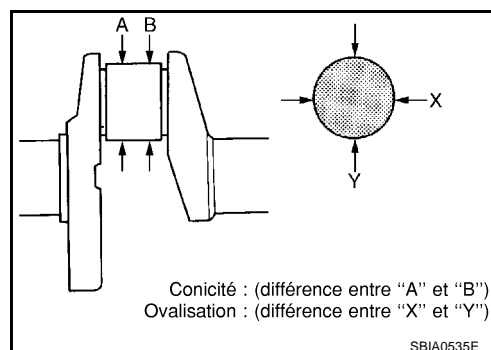 A B
X
Y
Conicité : (différence entre “A” et “B”)
Ovalisation : (différence entre “X” et “Y”)
SBIA0535E